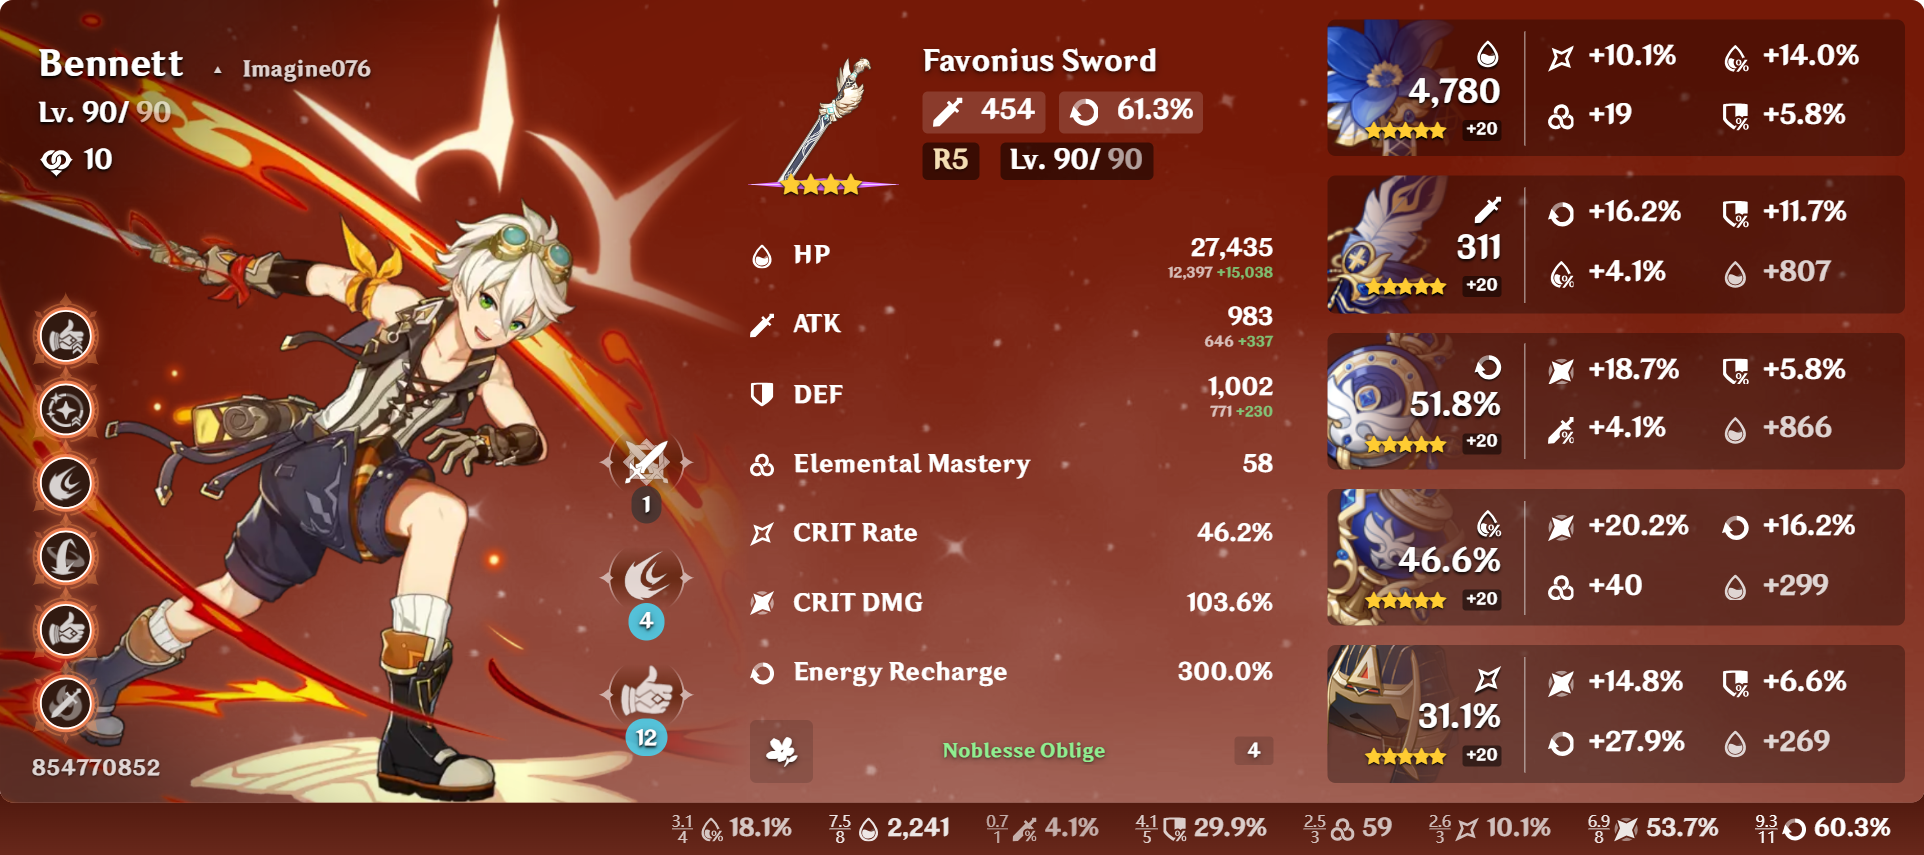 Bennett ▲ Imagine076
Lv. 90/ 90
10
854770852
1
4
12
Favonius Sword
454 61.3%
R5 Lv. 90/ 90
HP 27,435
12,397 +15,038
ATK 983
646 +337
DEF 1,002
771 +230
Elemental Mastery 58
CRIT Rate 46.2%
CRIT DMG 103.6%
Energy Recharge 300.0%
Noblesse Oblige 4
4,780
+20
+10.1% +14.0%
+19 +5.8%
311
+20
+16.2% +11.7%
+4.1% +807
51.8%
+20
+18.7% +5.8%
+4.1% +866
46.6%
+20
+20.2% +16.2%
+40 +299
31.1%
+20
+14.8% +6.6%
+27.9% +269
3.1/4 % 18.1% 7.5/8 2,241 0.7/1 % 4.1% 4.1/5 % 29.9% 2.5/3 59 2.6/3 10.1% 6.9/8 53.7% 9.3/11 60.3%